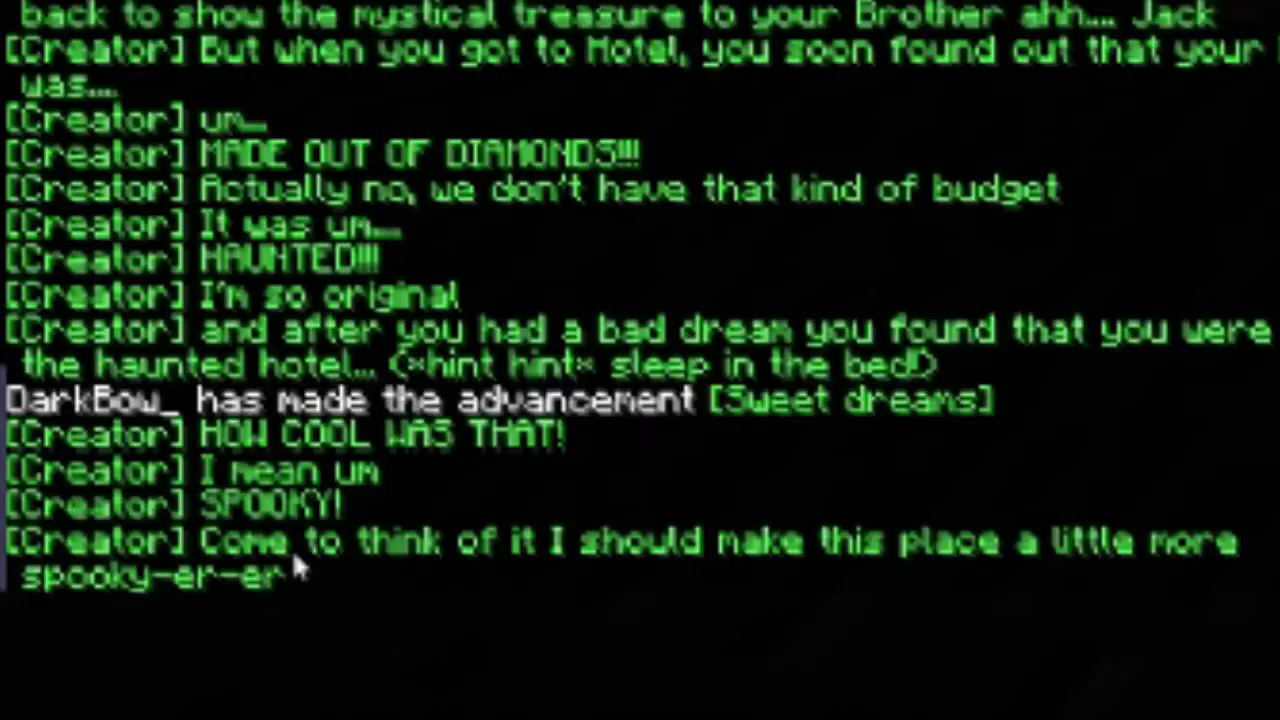 back to show the mystical treasure to your Brother ahh.... Jack
[Creator] But when you got to Hotel, you soon found out that your
was....
[Creator] um...
[Creator] MADE OUT OF DIAMONDS!!!
[Creator] Actually no, we don't have that kind of budget
[Creator] It was um....
[Creator] HAUNTED!!!
[Creator] I'm so original
[Creator] and after you had a bad dream you found that you were
the haunted hotel... (*hint hint* sleep in the bed!)
DarkBow_ has made the advancement [Sweet dreams]
[Creator] HOW COOL WAS THAT!
[Creator] I mean um
[Creator] SPOOKY!
[Creator] Come to think of it I should make this place a little more
spooky-er-er